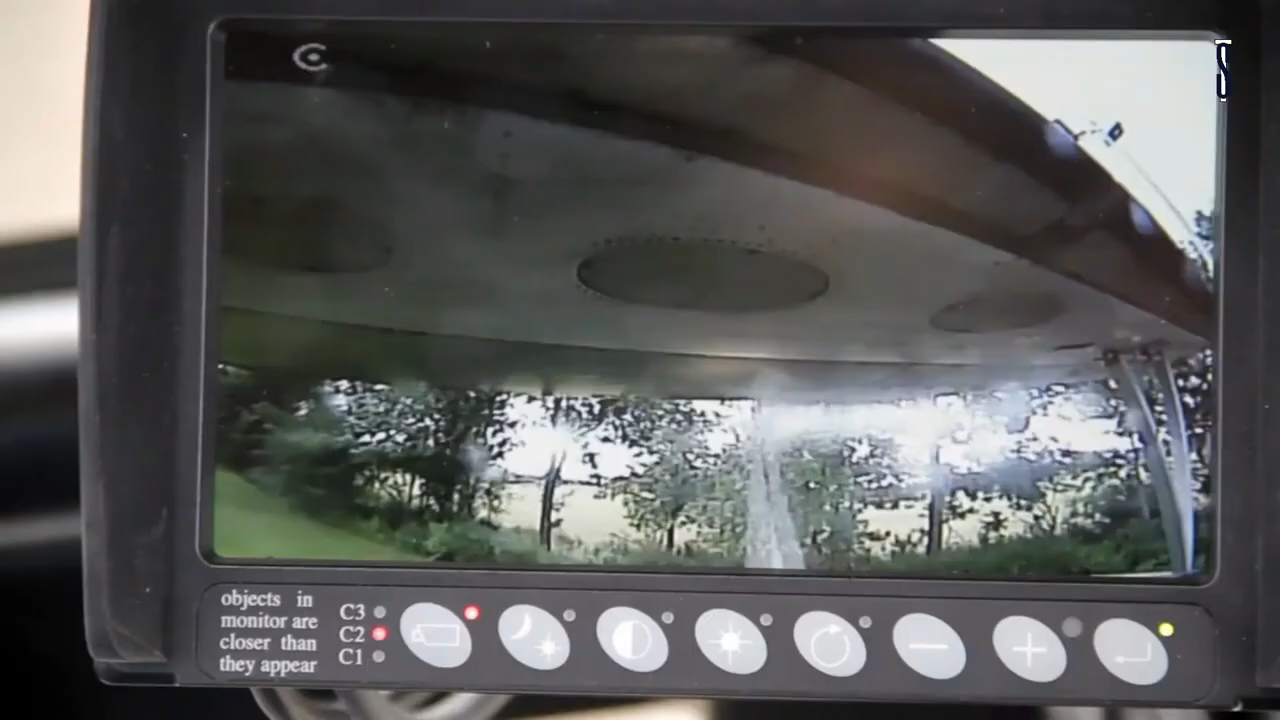 objects in
monitor are
closer than
they appear
C3
C2
C1